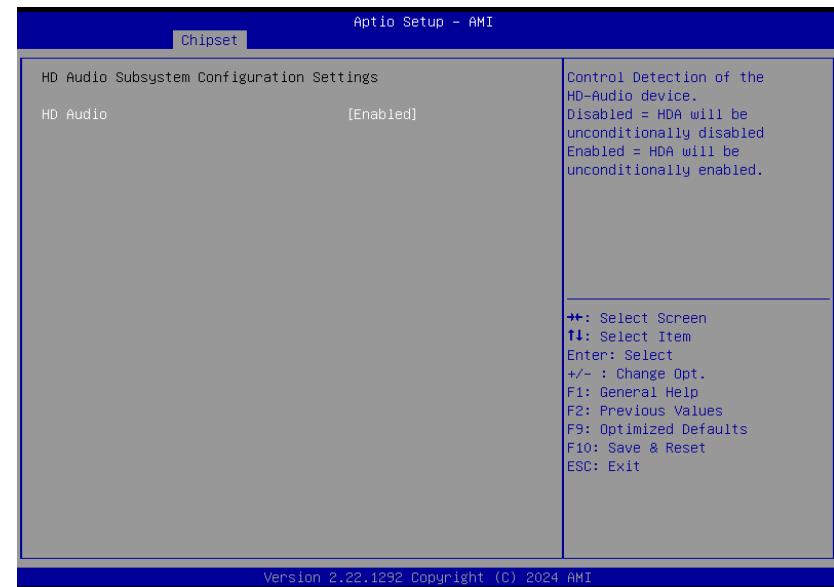 Aptio Setup – AMI
Chipset
HD Audio Subsystem Configuration Settings
HD Audio [Enabled]
Control Detection of the
HD-Audio device.
Disabled = HDA will be
unconditionally disabled
Enabled = HDA will be
unconditionally enabled.
→←: Select Screen
↑↓: Select Item
Enter: Select
+/- : Change Opt.
F1: General Help
F2: Previous Values
F9: Optimized Defaults
F10: Save & Reset
ESC: Exit
Version 2.22.1292 Copyright (C) 2024 AMI